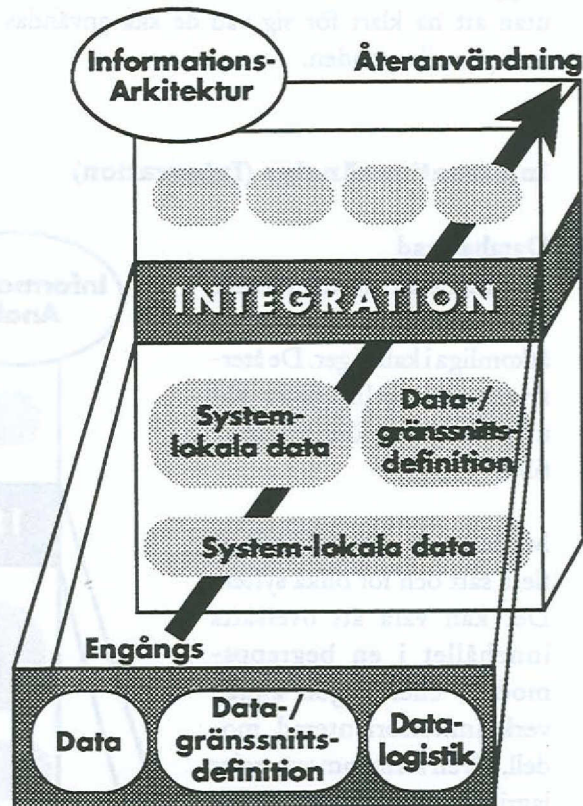 Informations-
Arkitektur
Återanvändning
INTEGRATION
System-
lokala data
Data-/
gränssnitts-
definition
System-lokala data
Engångs
Data
Data-/
gränssnitts-
definition
Data-
logistik